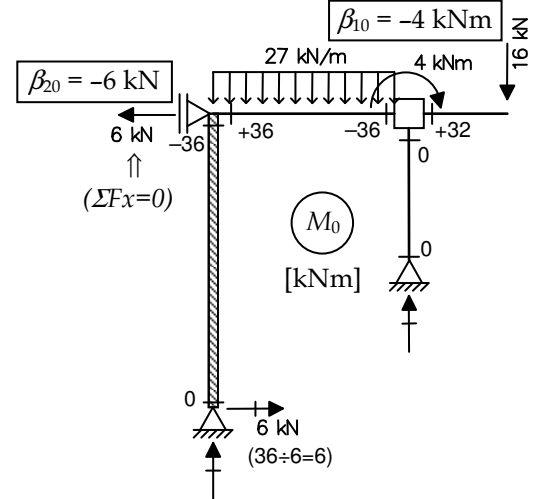 β10 = –4 kNm
16 kN
27 kN/m
4 kNm
β20 = –6 kN
6 kN
–36
+36
–36
+32
⇑
(ΣFx=0)
0
M0
[kNm]
0
0
6 kN
(36÷6=6)